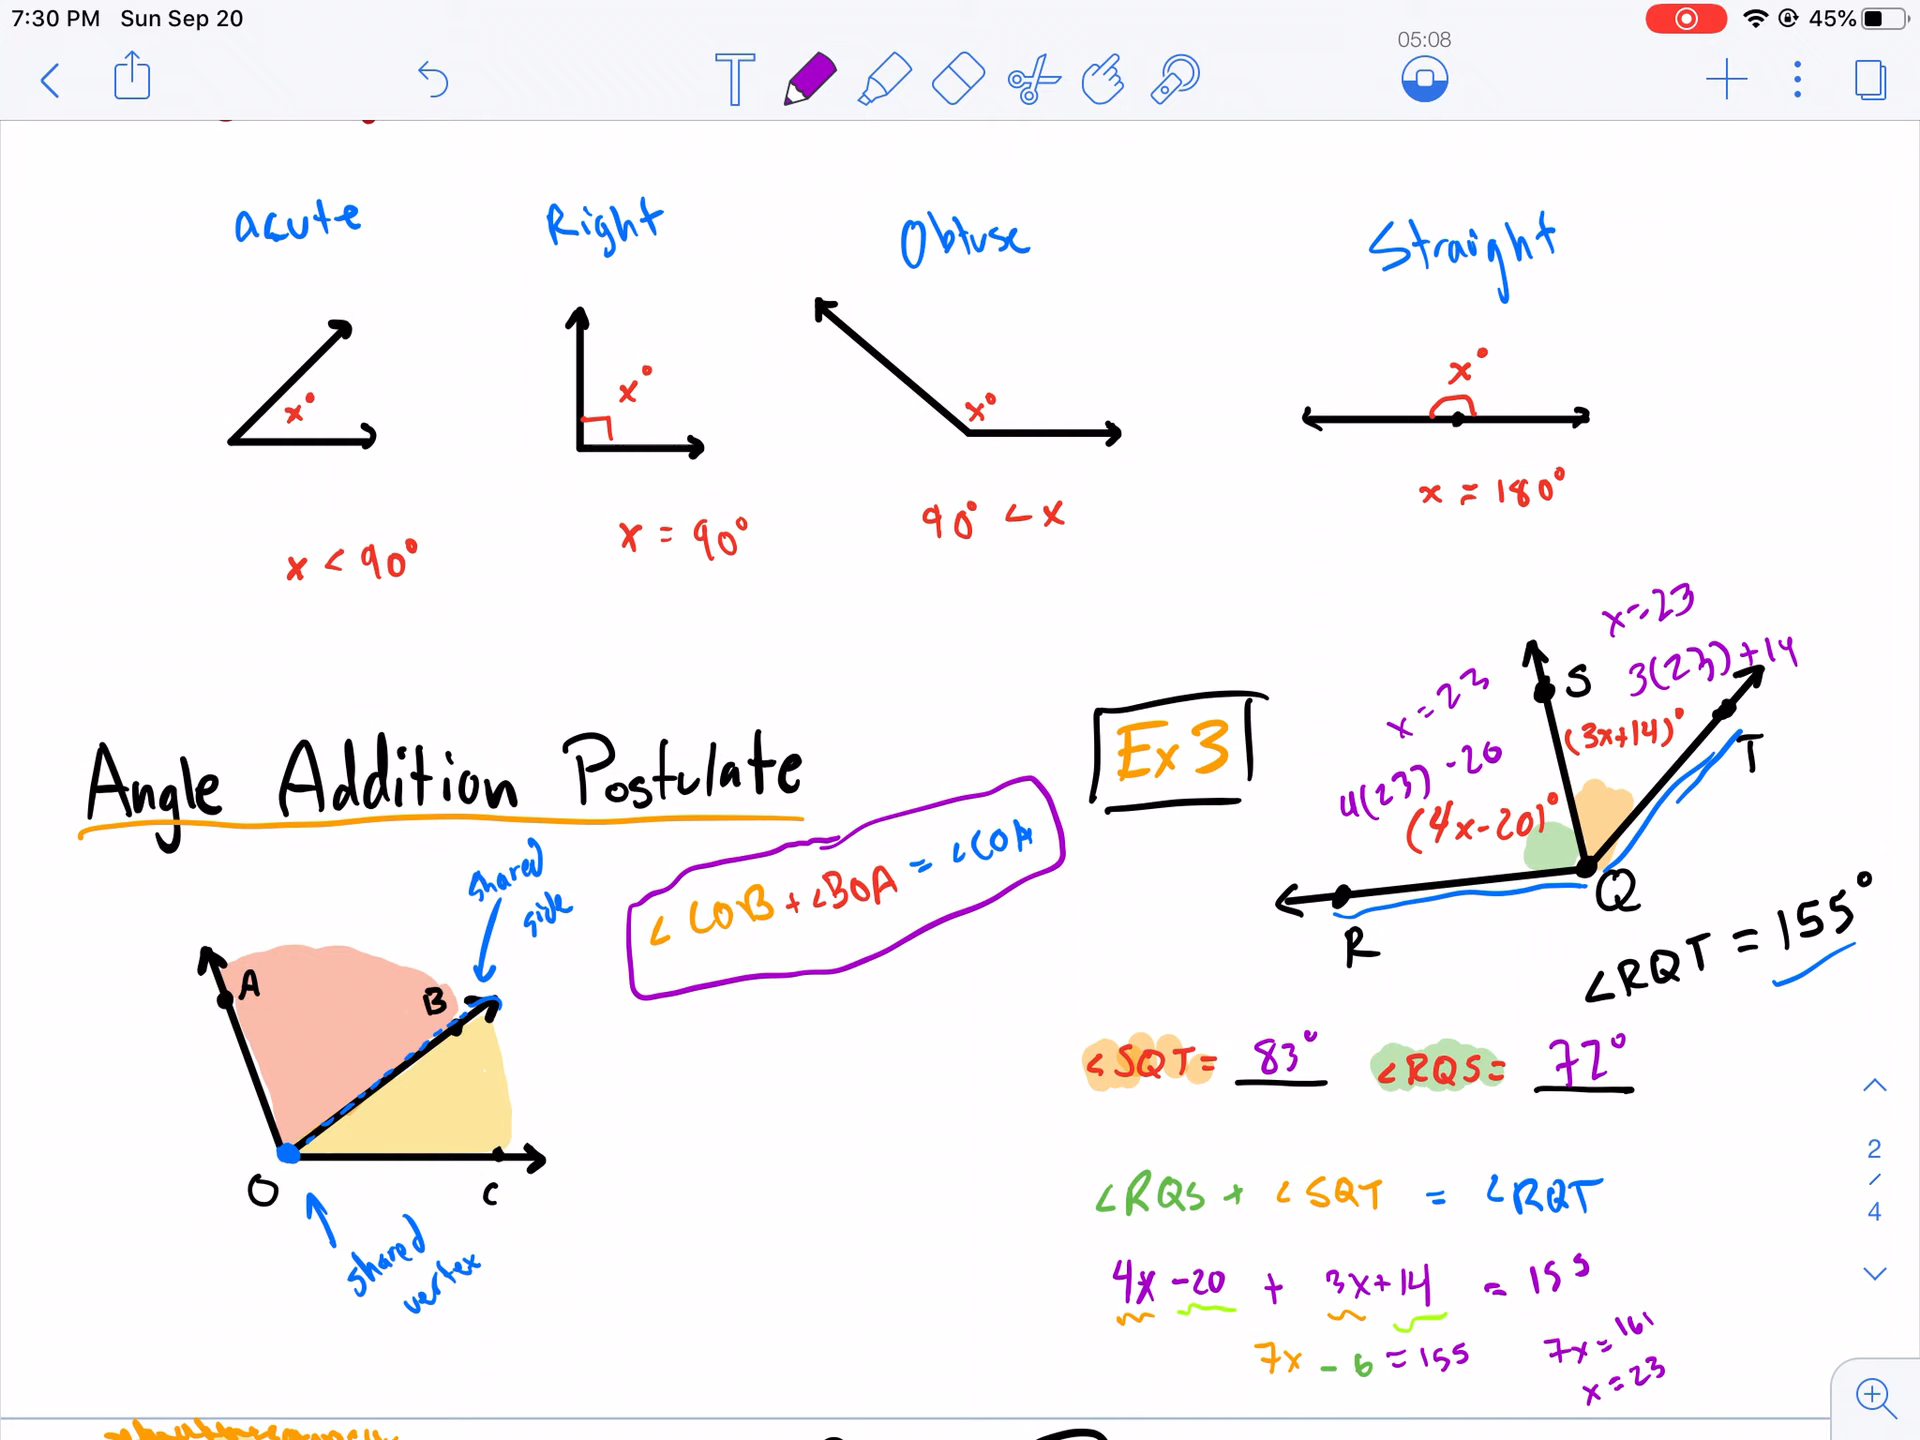 7:30 PM Sun Sep 20
45%
05:08
acute Right Obtuse Straight
x° x° x° x°
x < 90° x = 90° 90° < x x = 180°
Angle Addition Postulate
shared
side
∠COB + ∠BOA = ∠COA
A
B
O
C
shared
vertex
Ex 3
x=23
3(23)+14
x=23
4(23)-20
S
(3x+14)°
T
(4x-20)°
Q
R
∠RQT = 155°
∠SQT = 83° ∠RQS = 72°
∠RQS + ∠SQT = ∠RQT
4x -20 + 3x+14 = 155
7x - 6 = 155
7x = 161
x = 23
2
/
4